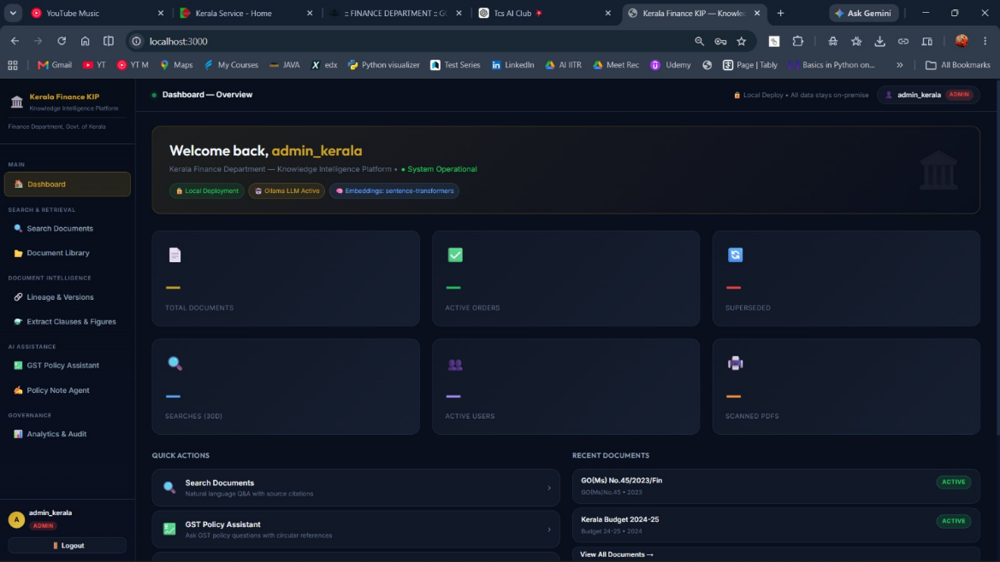 YouTube Music
Kerala Service - Home
:: FINANCE DEPARTMENT :: G
Tcs AI Club
Kerala Finance KIP — Knowle
Ask Gemini
localhost:3000
Gmail
YT
YT M
Maps
edx
My Courses
JAVA
Python visualizer
Test Series
LinkedIn
AI IITR
Meet Rec
Udemy
Page | Tably
Basics in Python on...
»
All Bookmarks
Kerala Finance KIP
Knowledge Intelligence Platform
Finance Department, Govt. of Kerala
MAIN
Dashboard
SEARCH & RETRIEVAL
Search Documents
Document Library
DOCUMENT INTELLIGENCE
Lineage & Versions
Extract Clauses & Figures
AI ASSISTANCE
GST Policy Assistant
Policy Note Agent
GOVERNANCE
Analytics & Audit
A
admin_kerala
ADMIN
Logout
Dashboard — Overview
Local Deploy • All data stays on-premise
admin_kerala
ADMIN
Welcome back, admin_kerala
Kerala Finance Department — Knowledge Intelligence Platform • ● System Operational
Local Deployment
Ollama LLM Active
Embeddings: sentence-transformers
—
TOTAL DOCUMENTS
—
ACTIVE ORDERS
—
SUPERSEDED
—
SEARCHES (30D)
—
ACTIVE USERS
—
SCANNED PDFS
QUICK ACTIONS
Search Documents
Natural language Q&A with source citations
›
GST Policy Assistant
Ask GST policy questions with circular references
›
RECENT DOCUMENTS
GO(Ms) No.45/2023/Fin
GO(Ms)No.45 • 2023
ACTIVE
Kerala Budget 2024-25
Budget 24-25 • 2024
ACTIVE
View All Documents →